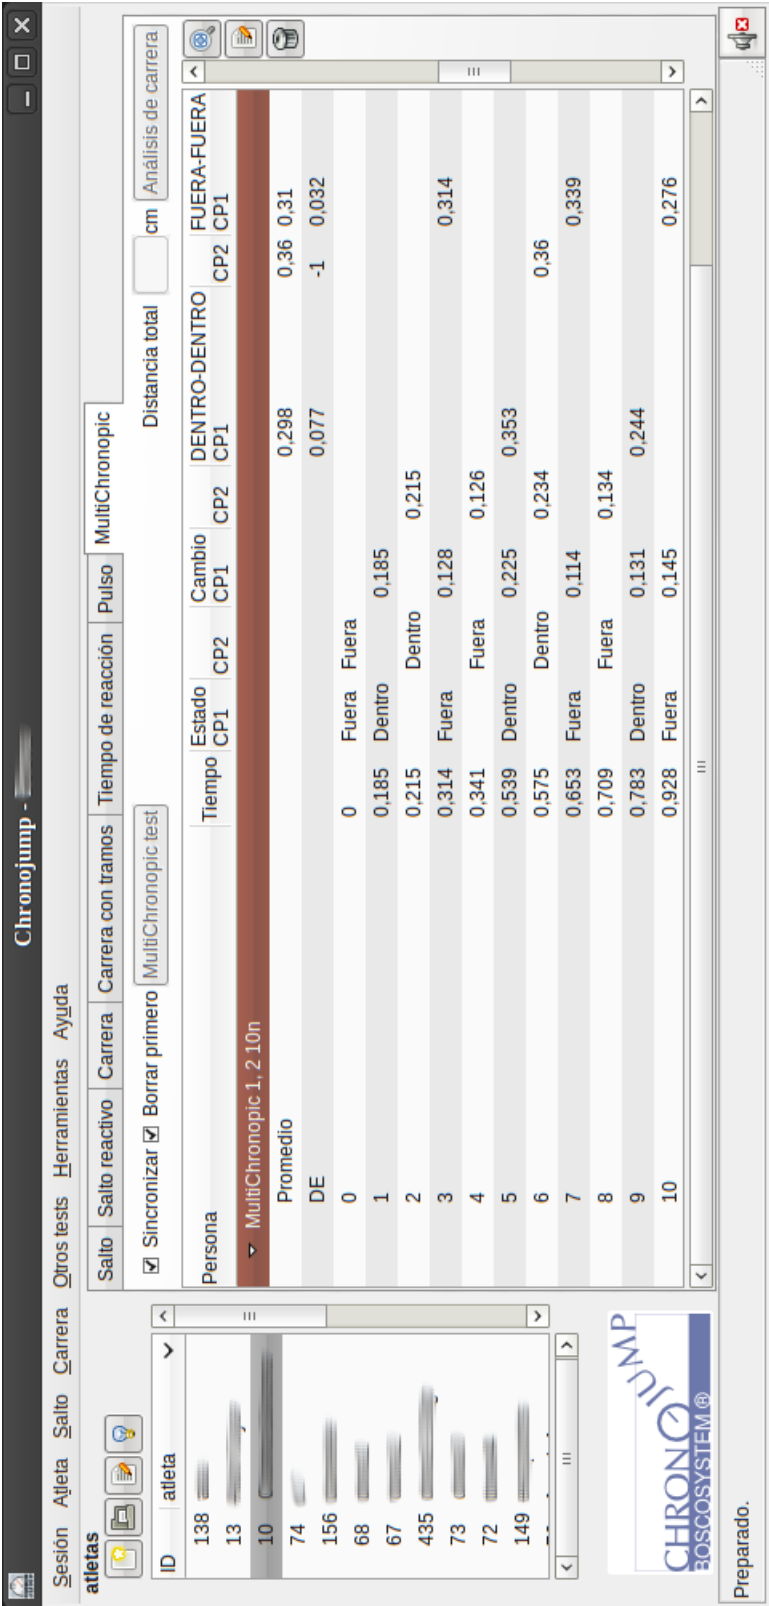 Chronojump -
Sesión Atleta Salto Carrera Otros tests Herramientas Ayuda
atletas
ID atleta
138
13
10
74
156
68
67
435
73
72
149
CHRONOJUMP
BOSCOSYSTEM ®
Salto Salto reactivo Carrera Carrera con tramos Tiempo de reacción Pulso MultiChronopic
Sincronizar Borrar primero MultiChronopic test Distancia total cm Análisis de carrera
Persona Tiempo Estado Cambio DENTRO-DENTRO FUERA-FUERA
CP1 CP2 CP1 CP2 CP1 CP2 CP1
MultiChronopic 1, 2 10n
Promedio 0,298 0,36 0,31
DE 0,077 -1 0,032
0 0 Fuera Fuera
1 0,185 Dentro 0,185
2 0,215 Dentro 0,215
3 0,314 Fuera 0,128 0,314
4 0,341 Fuera 0,126
5 0,539 Dentro 0,225 0,353
6 0,575 Dentro 0,234 0,36
7 0,653 Fuera 0,114 0,339
8 0,709 Fuera 0,134
9 0,783 Dentro 0,131 0,244
10 0,928 Fuera 0,145 0,276
Preparado.